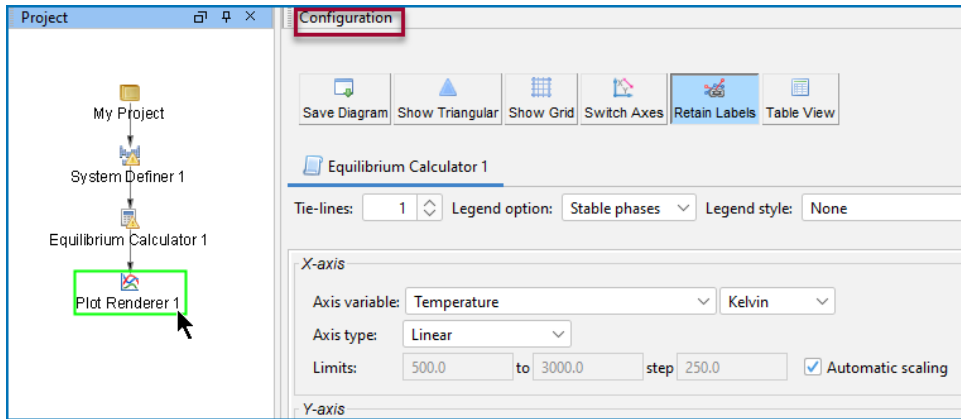 Project
My Project
System Definer 1
Equilibrium Calculator 1
Plot Renderer 1
Configuration
Save Diagram Show Triangular Show Grid Switch Axes Retain Labels Table View
Equilibrium Calculator 1
Tie-lines: 1 Legend option: Stable phases Legend style: None
X-axis
Axis variable: Temperature Kelvin
Axis type: Linear
Limits: 500.0 to 3000.0 step 250.0 Automatic scaling
Y-axis